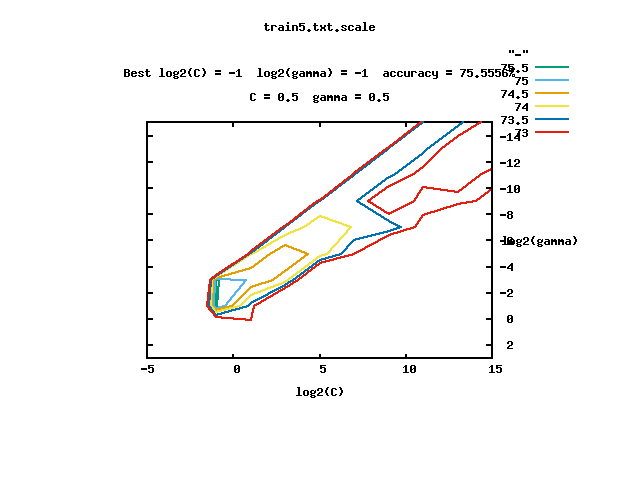 train5.txt.scale
"-"
Best log2(C) = -1  log2(gamma) = -1  accuracy = 75.5556%
75.5
75
C = 0.5  gamma = 0.5
74.5
74
73.5
73
-14
-12
-10
-8
-6
log2(gamma)
-4
-2
0
2
-5 0 5 10 15
log2(C)